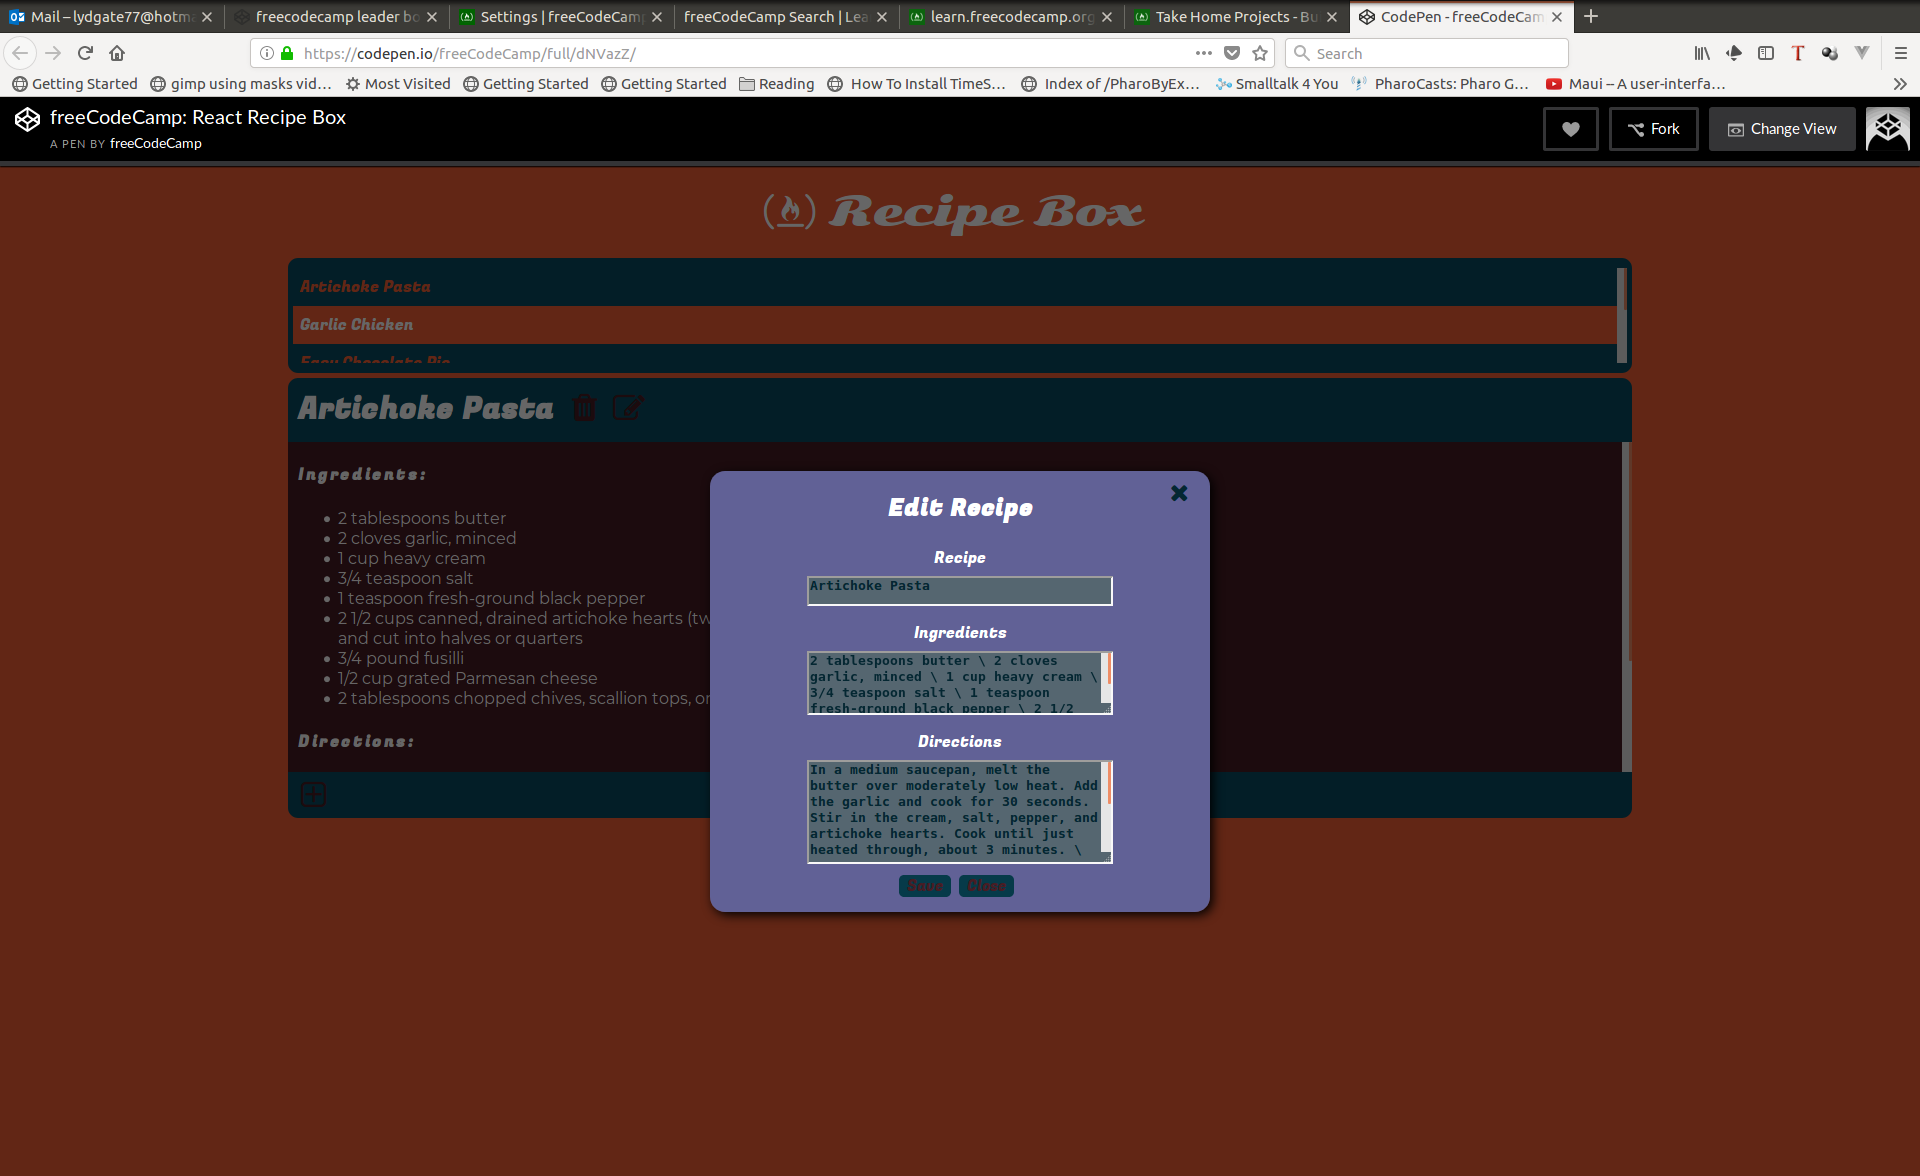 Mail – lydgate77@hotm
freecodecamp leader bo
Settings | freeCodeCam
freeCodeCamp Search | Lea
learn.freecodecamp.org
Take Home Projects - Bu
CodePen - freeCodeCam
https://codepen.io/freeCodeCamp/full/dNVazZ/
Search
Getting Started
gimp using masks vid…
Most Visited
Getting Started
Getting Started
Reading
How To Install TimeS…
Index of /PharoByEx…
Smalltalk 4 You
PharoCasts: Pharo G…
Maui -- A user-interfa…
freeCodeCamp: React Recipe Box
A PEN BY freeCodeCamp
Fork
Change View
Recipe Box
Artichoke Pasta
Garlic Chicken
Easy Chocolate Pie
Artichoke Pasta
Ingredients:
2 tablespoons butter
2 cloves garlic, minced
1 cup heavy cream
3/4 teaspoon salt
1 teaspoon fresh-ground black pepper
2 1/2 cups canned, drained artichoke hearts (tw
and cut into halves or quarters
3/4 pound fusilli
1/2 cup grated Parmesan cheese
2 tablespoons chopped chives, scallion tops, or
Directions:
Edit Recipe
Recipe
Artichoke Pasta
Ingredients
2 tablespoons butter \ 2 cloves
garlic, minced \ 1 cup heavy cream \
3/4 teaspoon salt \ 1 teaspoon
fresh-ground black pepper \ 2 1/2
Directions
In a medium saucepan, melt the
butter over moderately low heat. Add
the garlic and cook for 30 seconds.
Stir in the cream, salt, pepper, and
artichoke hearts. Cook until just
heated through, about 3 minutes. \
Save
Close